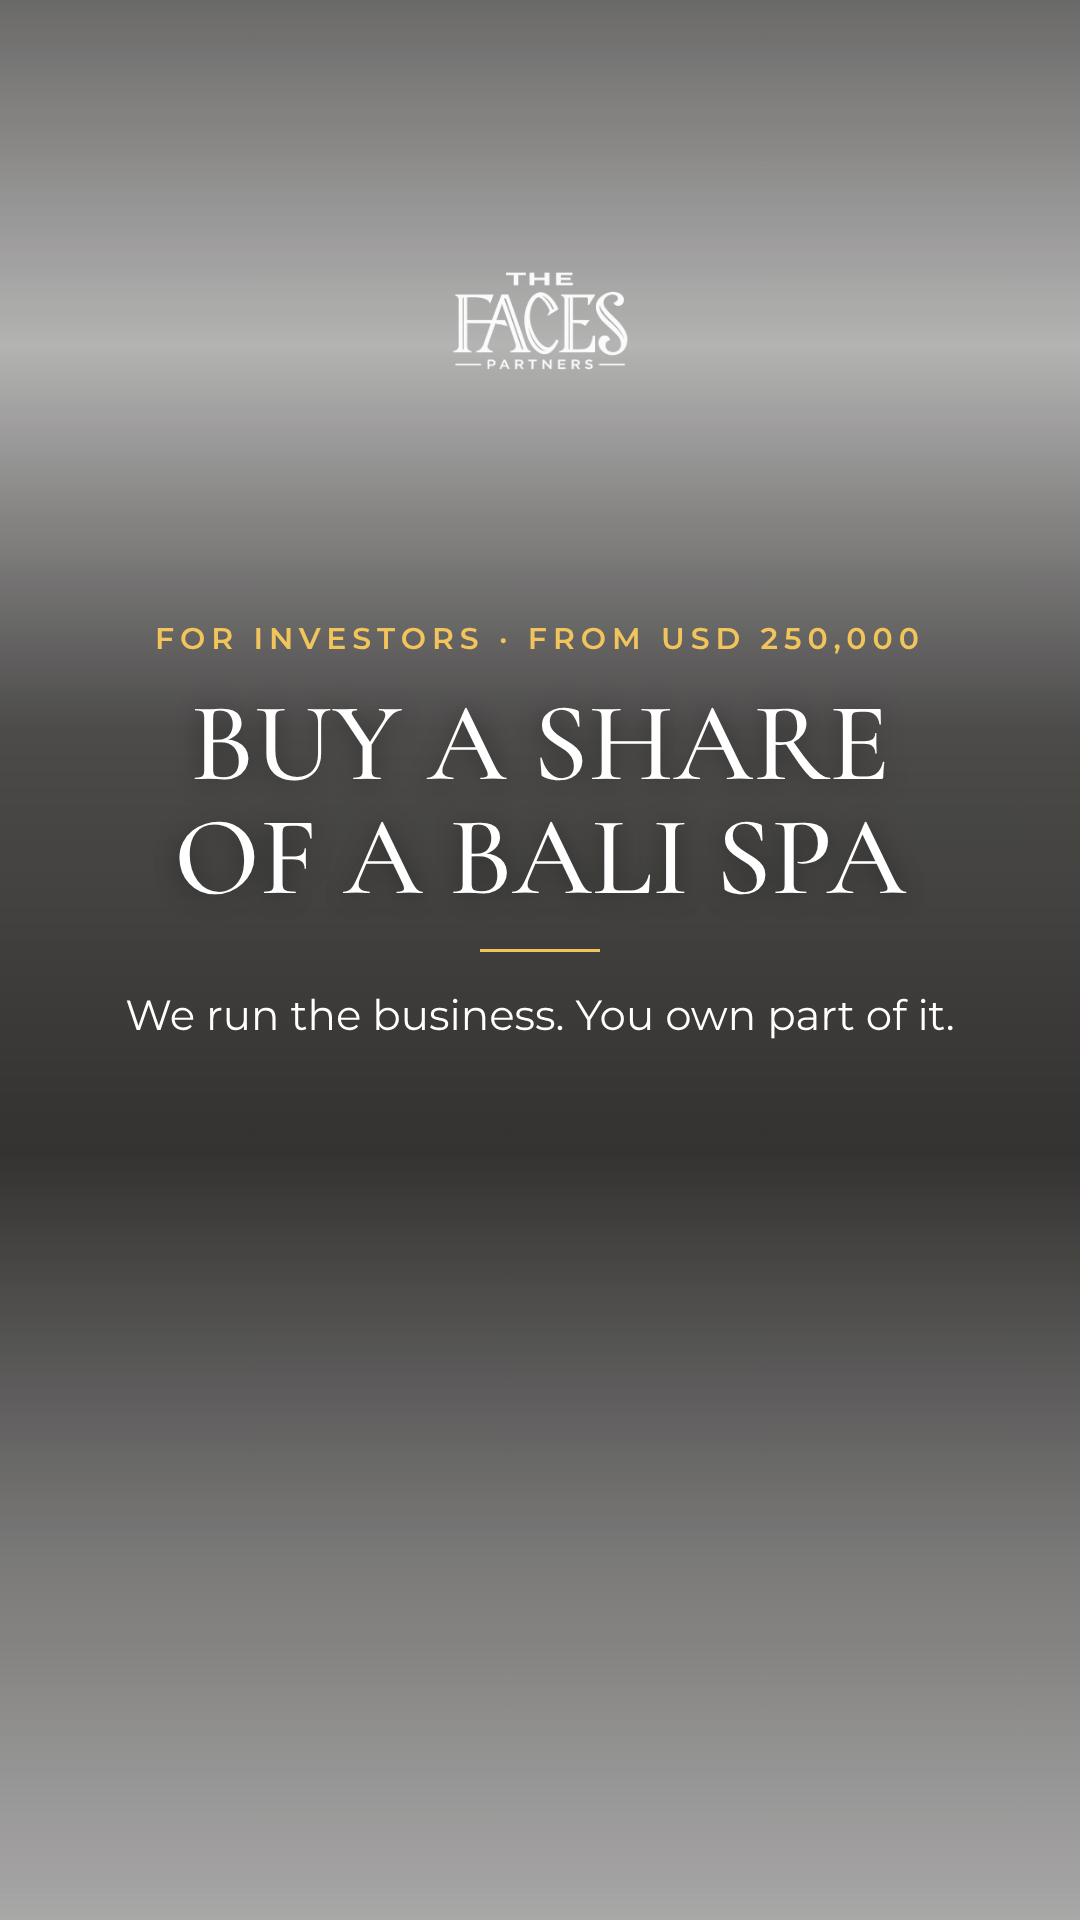 THE
FACES
PARTNERS
FOR INVESTORS · FROM USD 250,000
BUY A SHARE
OF A BALI SPA
We run the business. You own part of it.